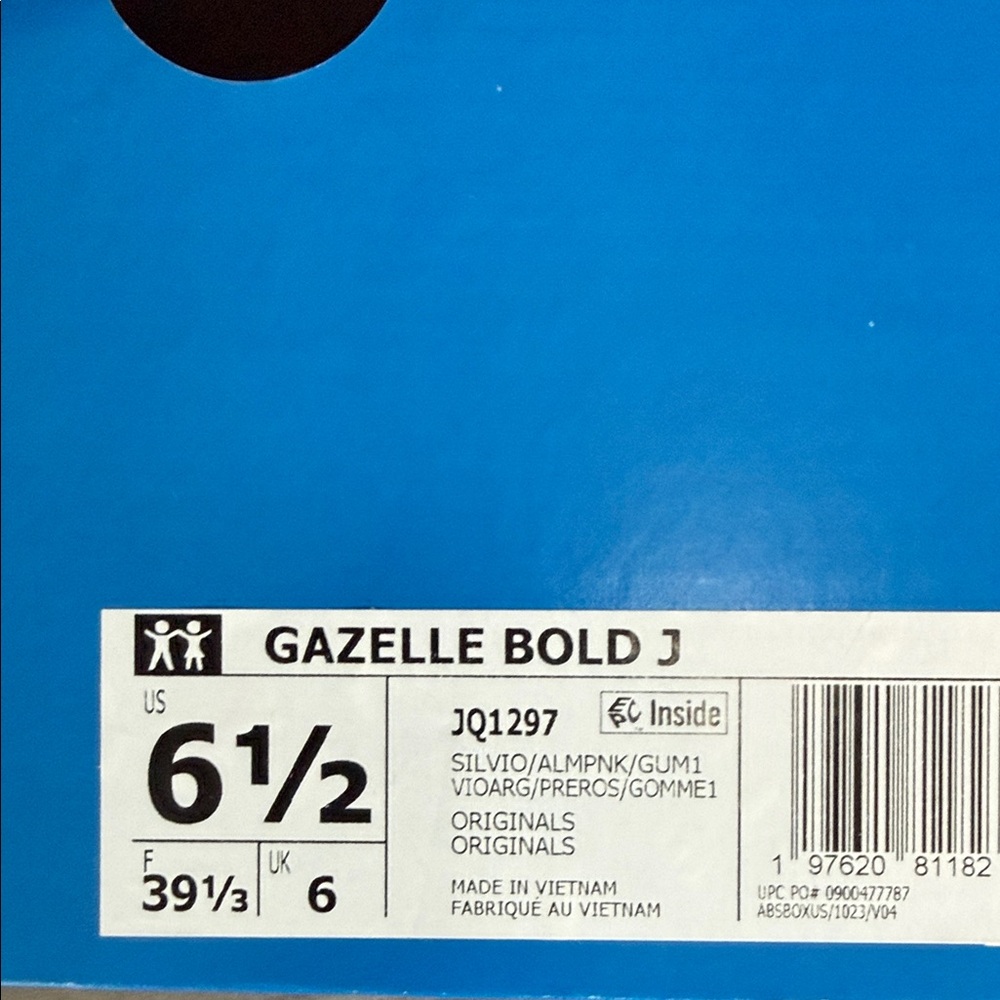 GAZELLE BOLD J
US
6½
F
39⅓
UK
6
JQ1297
Inside
SILVIO/ALMPNK/GUM1
VIOARG/PREROS/GOMME1
ORIGINALS
ORIGINALS
MADE IN VIETNAM
FABRIQUÉ AU VIETNAM
1 97620 81182
UPC PO# 0900477787
ABSBOXUS/1023/V04